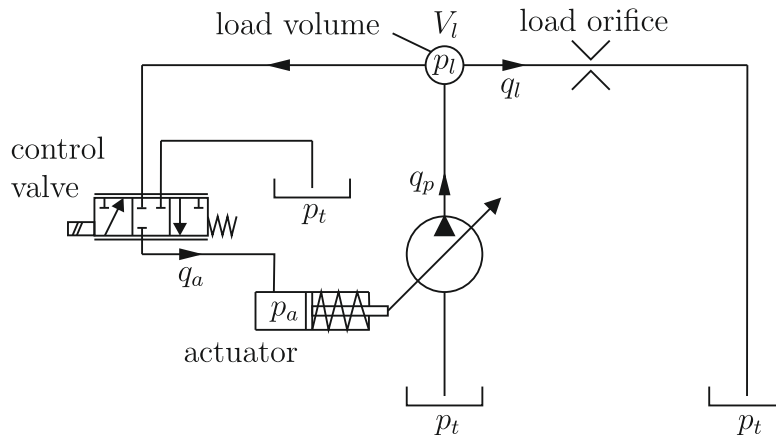 load volume
V_l
load orifice
p_l
q_l
control
valve
q_p
p_t
q_a
p_a
actuator
p_t
p_t